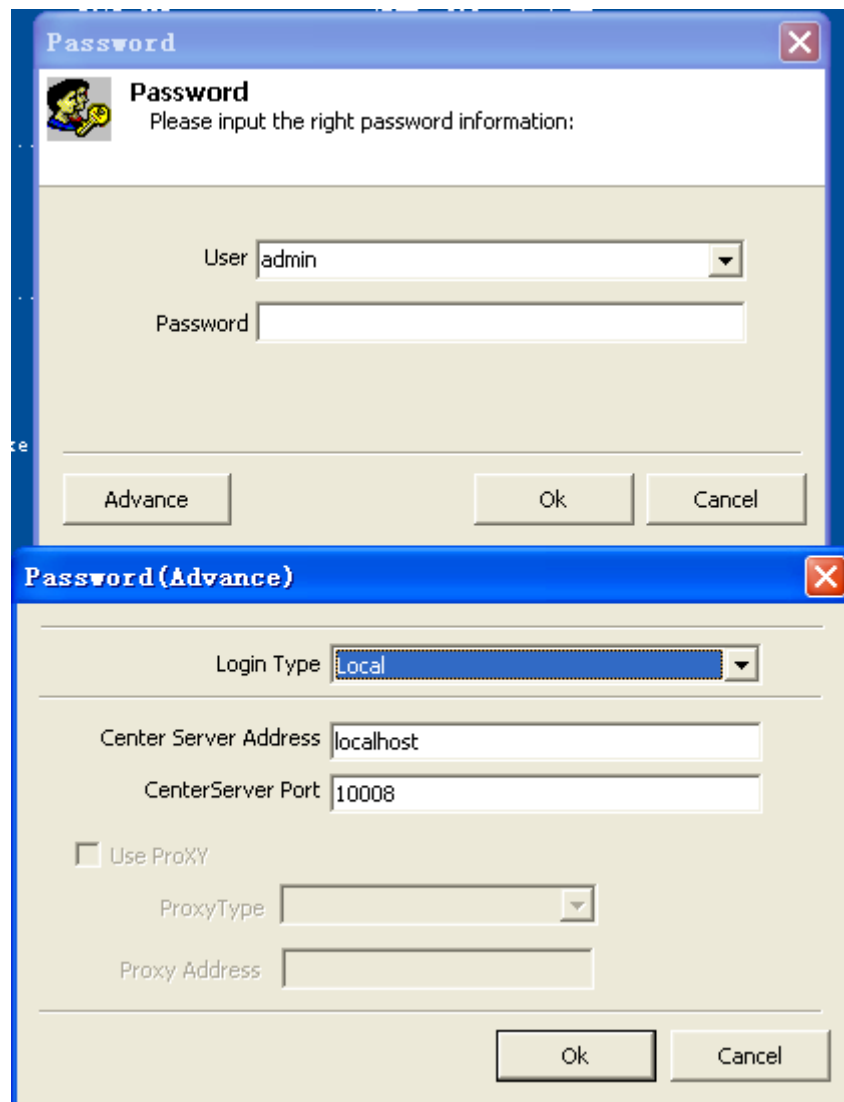 Password
Password
Please input the right password information:
User admin
Password
Advance Ok Cancel
Password(Advance)
Login Type Local
Center Server Address localhost
CenterServer Port 10008
Use ProXY
ProxyType
Proxy Address
Ok Cancel